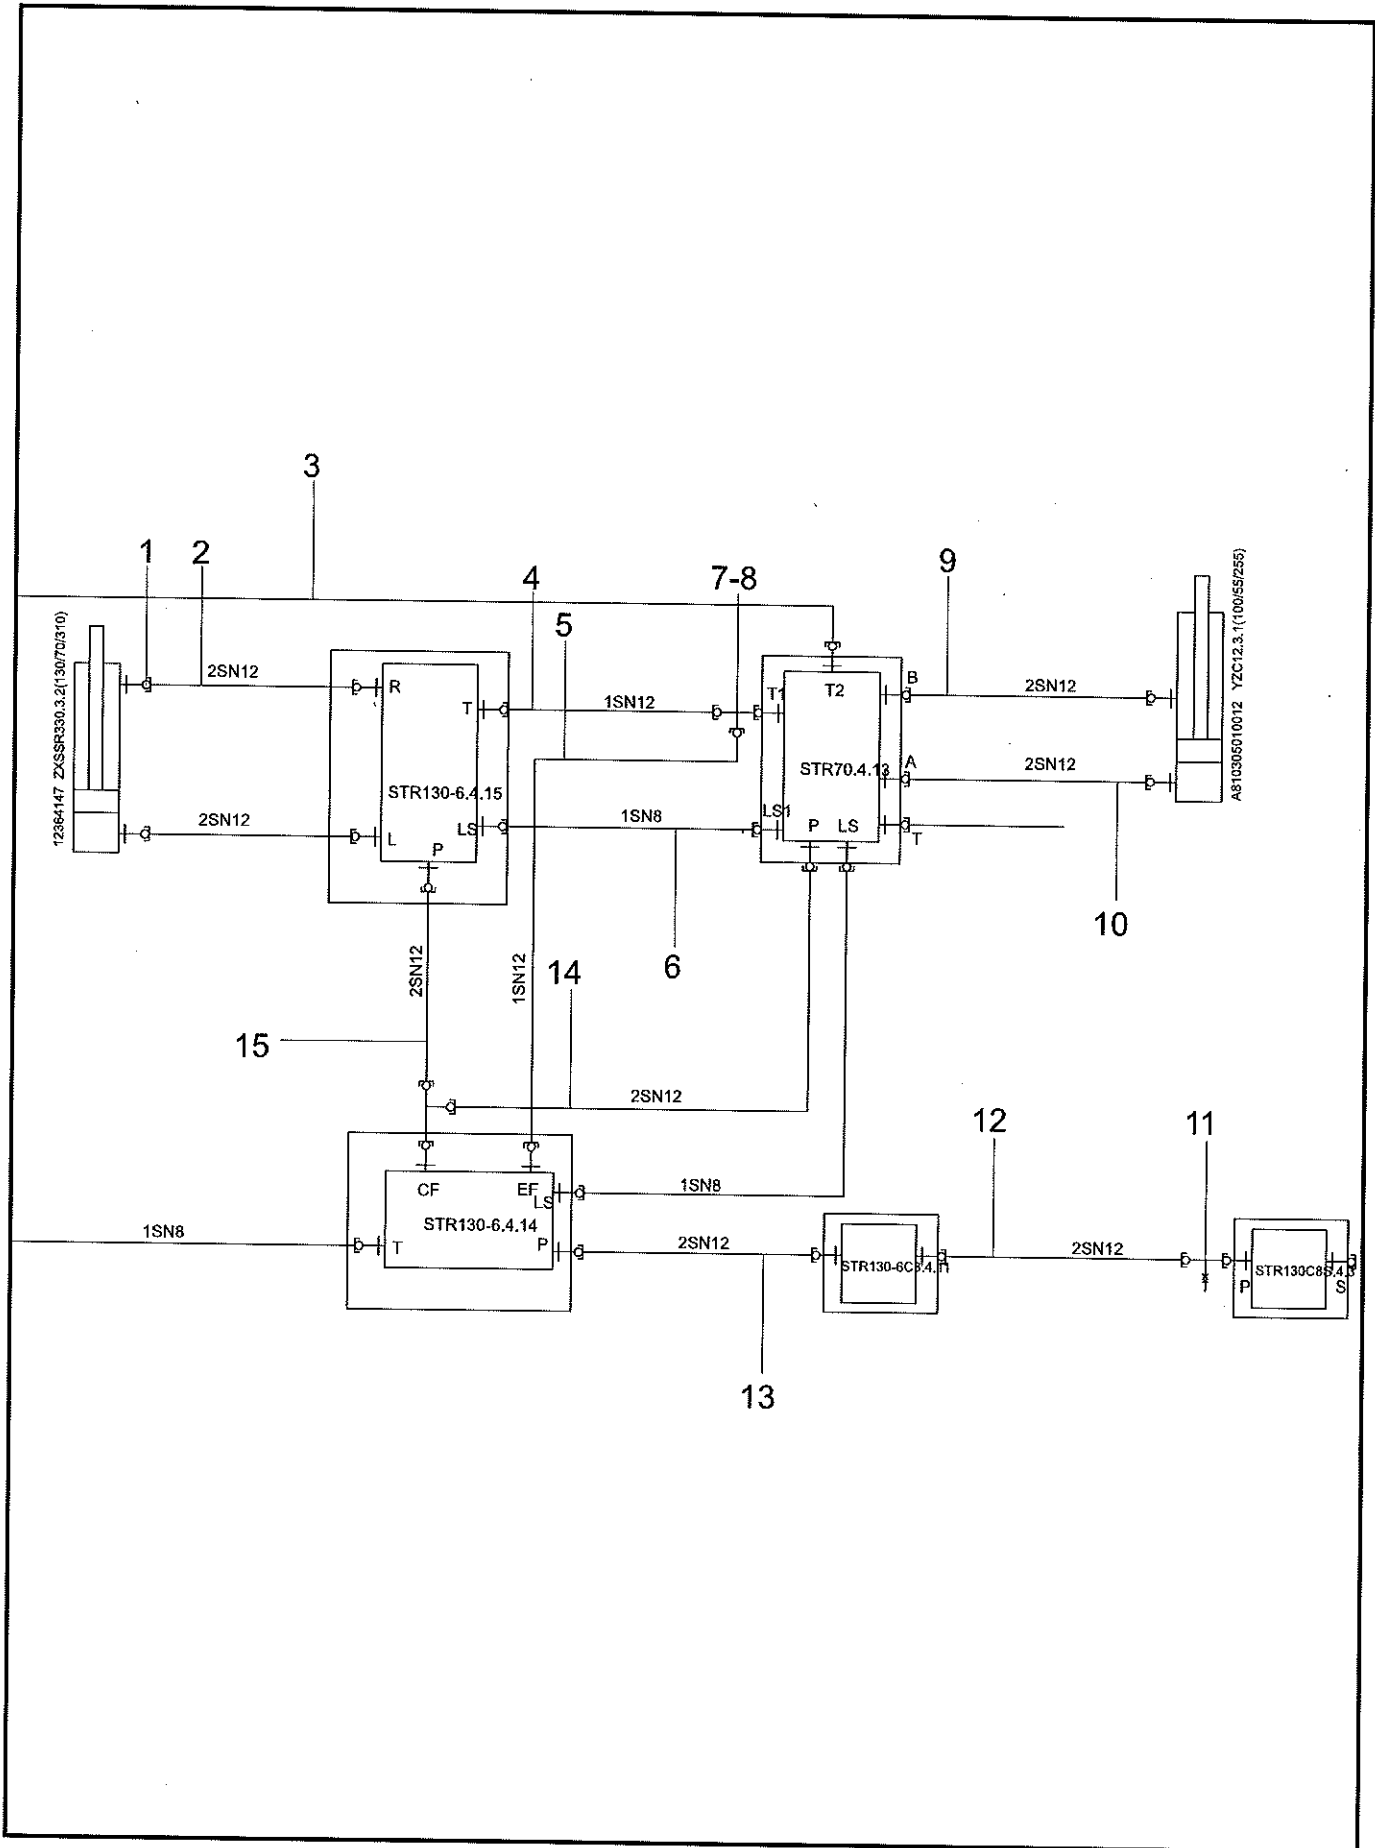 3
1
2
4
5
7-8
9
12364147 ZXSSR330.3.2(130/70/310)
2SN12
R
T
1SN12
T1
T2
B
2SN12
A810305010012 YZC12.3.1(100/55/255)
STR130-6.4.15
STR70.4.13
A
2SN12
2SN12
L
LS
P
1SN8
LS1
P
LS
T
10
6
2SN12
1SN12
14
15
2SN12
12
11
CF
EF
LS
1SN8
STR130-6.4.14
1SN8
T
P
2SN12
2SN12
P
S
13